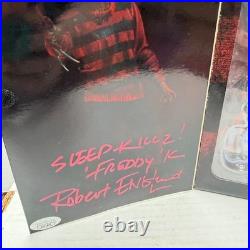 SLEEP KILLZ!
"FREDDY" K
Robert Englund